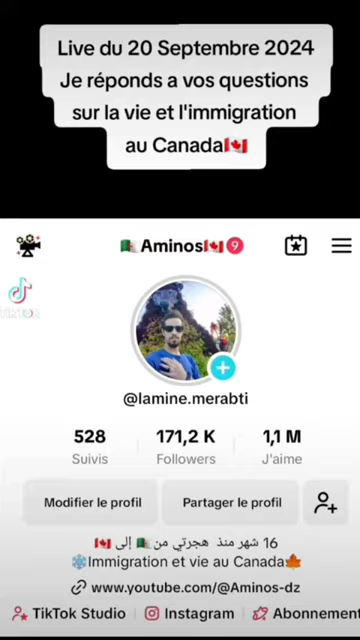 Live du 20 Septembre 2024
Je réponds a vos questions
sur la vie et l'immigration
au Canada🇨🇦
🇩🇿 Aminos🇨🇦 9
TikTok
@lamine.merabti
528
Suivis
171,2 K
Followers
1,1 M
J'aime
Modifier le profil
Partager le profil
16 شهر منذ هجرتي من🇩🇿 إلى 🇨🇦
❄️Immigration et vie au Canada🍁
www.youtube.com/@Aminos-dz
TikTok Studio
Instagram
Abonnement